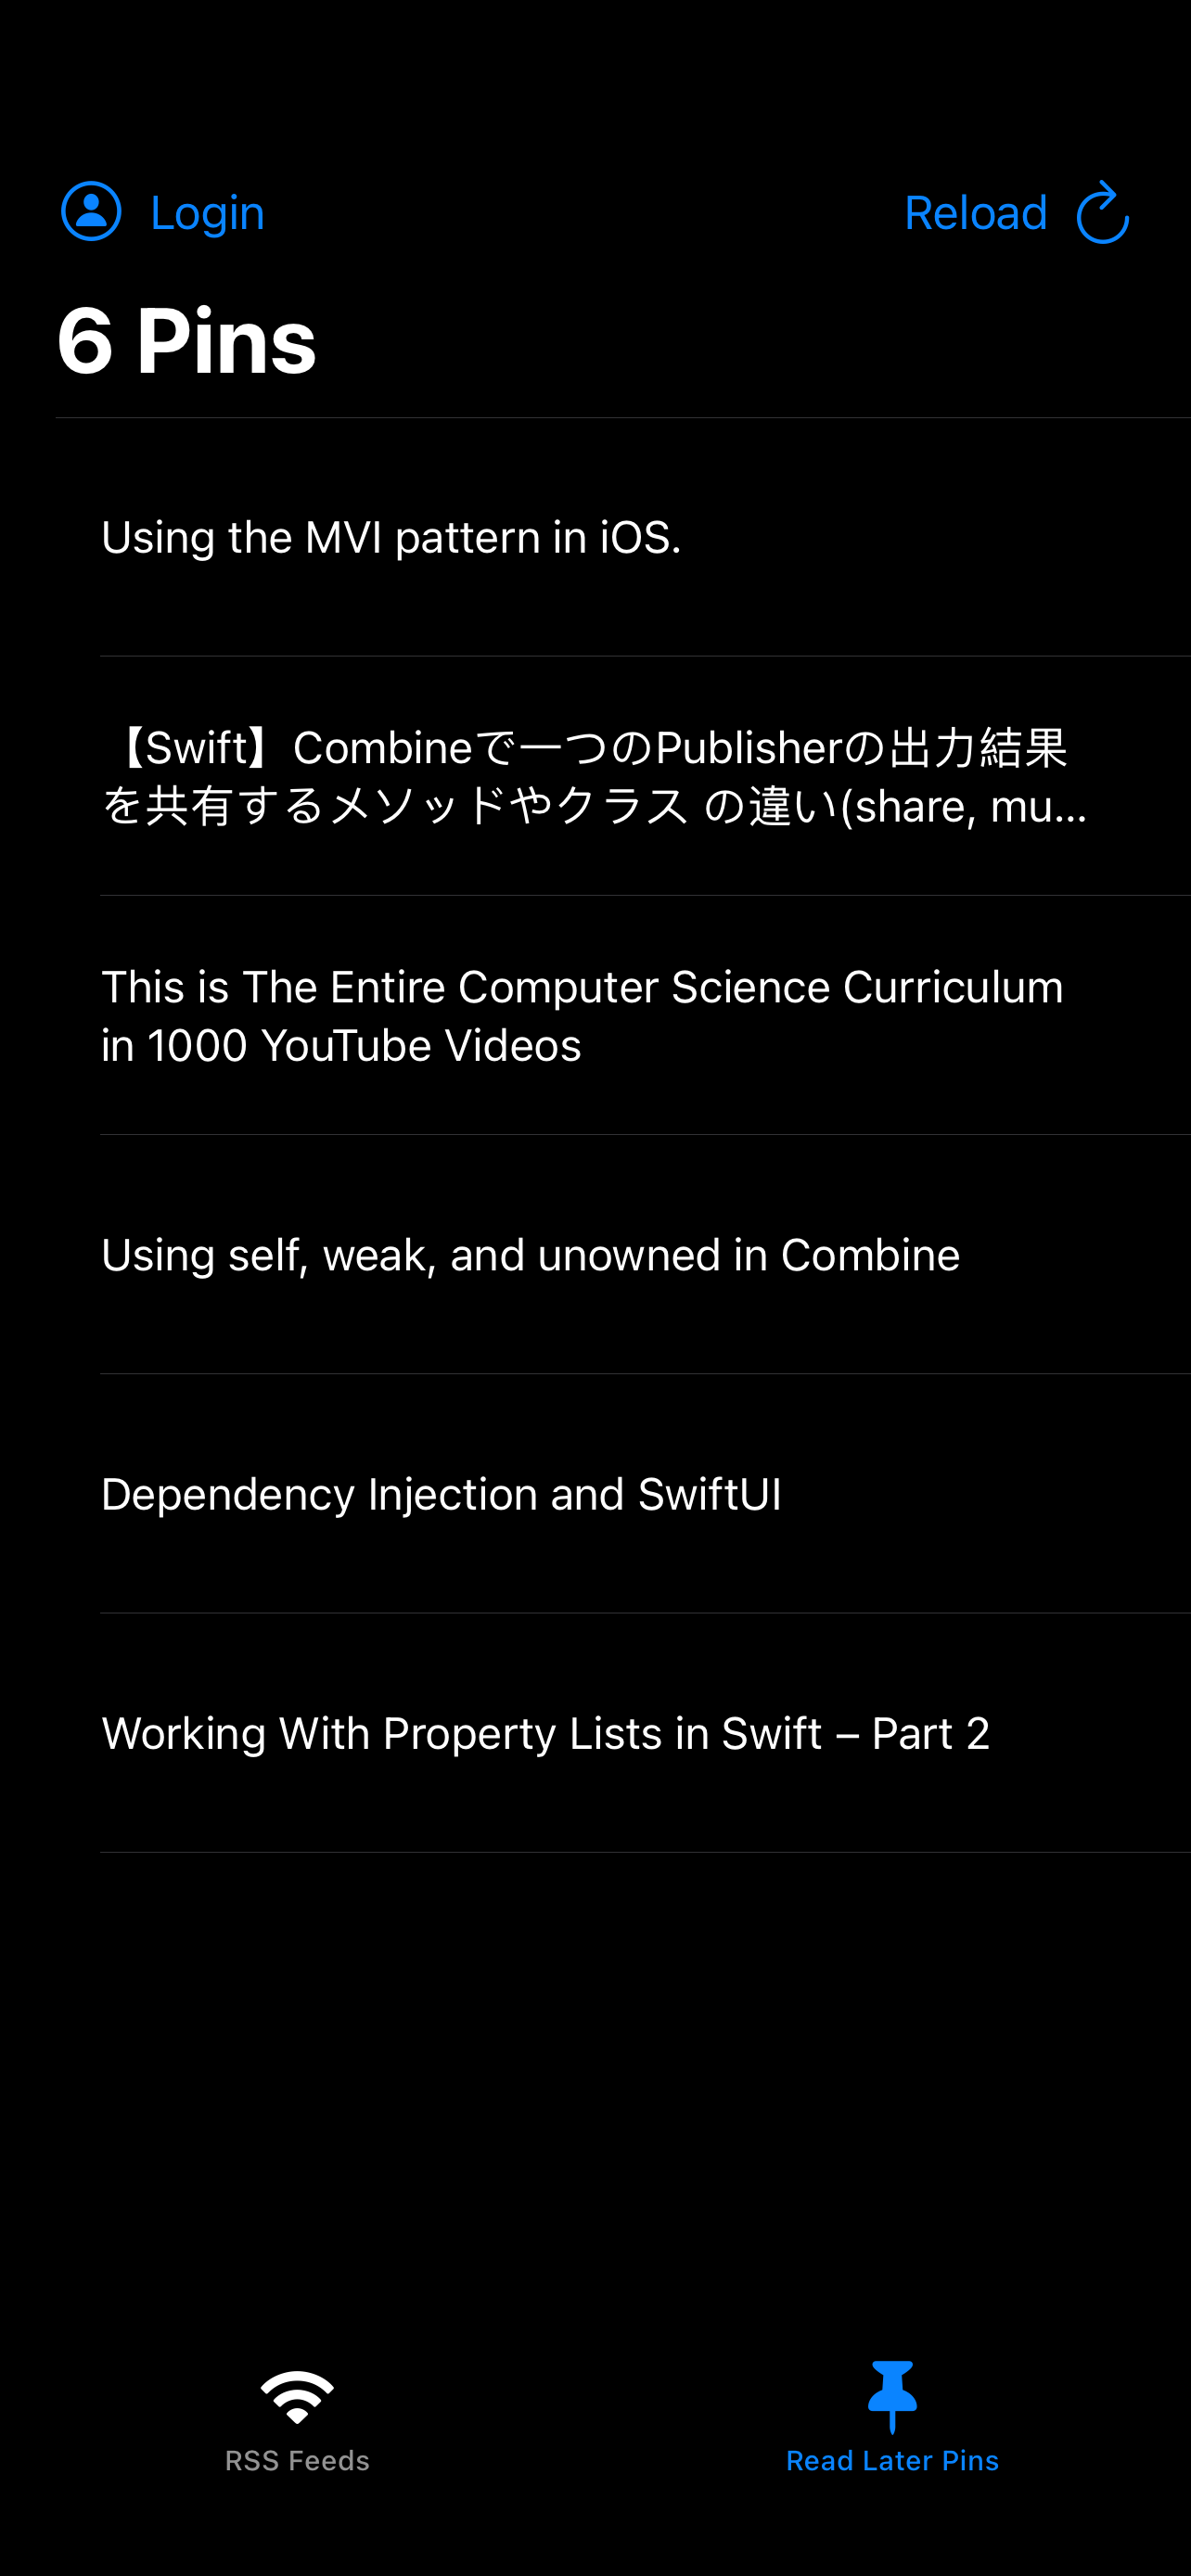 Login
Reload
6 Pins
Using the MVI pattern in iOS.
【Swift】Combineで一つのPublisherの出力結果
を共有するメソッドやクラス の違い(share, mu...
This is The Entire Computer Science Curriculum
in 1000 YouTube Videos
Using self, weak, and unowned in Combine
Dependency Injection and SwiftUI
Working With Property Lists in Swift – Part 2
RSS Feeds
Read Later Pins